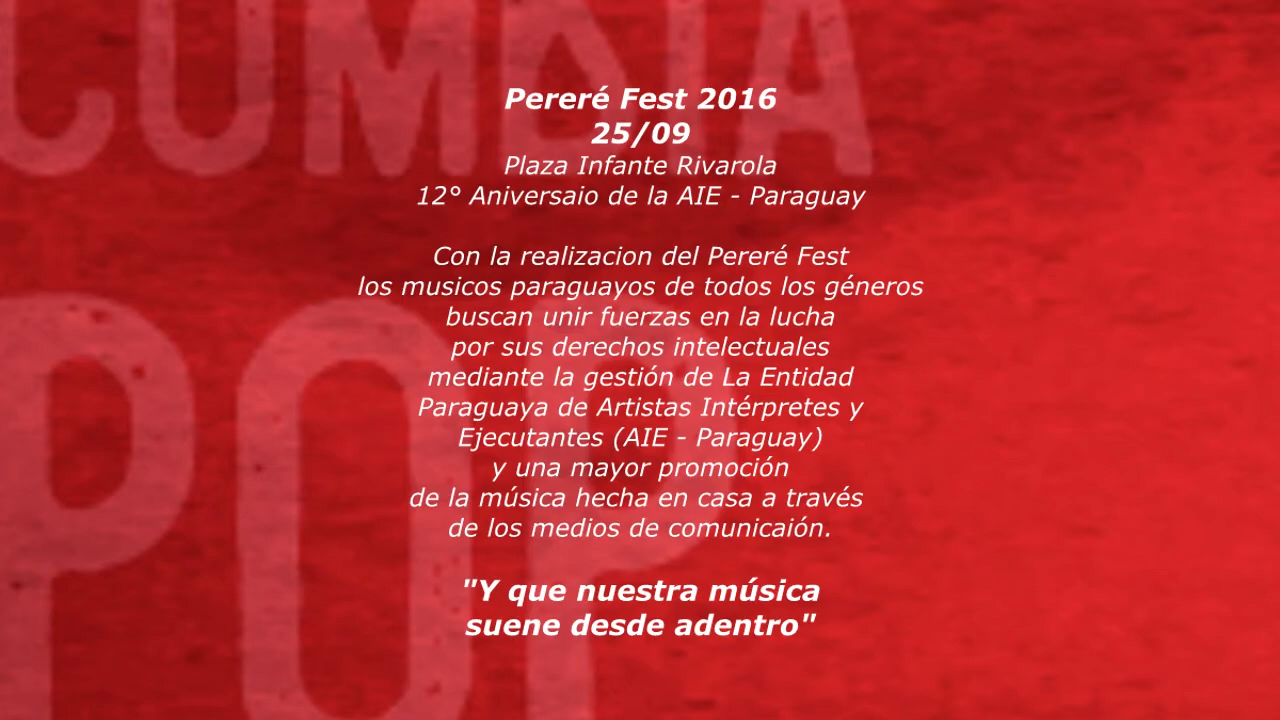 CUMBIA
POP
Pereré Fest 2016
25/09
Plaza Infante Rivarola
12° Aniversaio de la AIE - Paraguay
Con la realizacion del Pereré Fest
los musicos paraguayos de todos los géneros
buscan unir fuerzas en la lucha
por sus derechos intelectuales
mediante la gestión de La Entidad
Paraguaya de Artistas Intérpretes y
Ejecutantes (AIE - Paraguay)
y una mayor promoción
de la música hecha en casa a través
de los medios de comunicaión.
"Y que nuestra música
suene desde adentro"